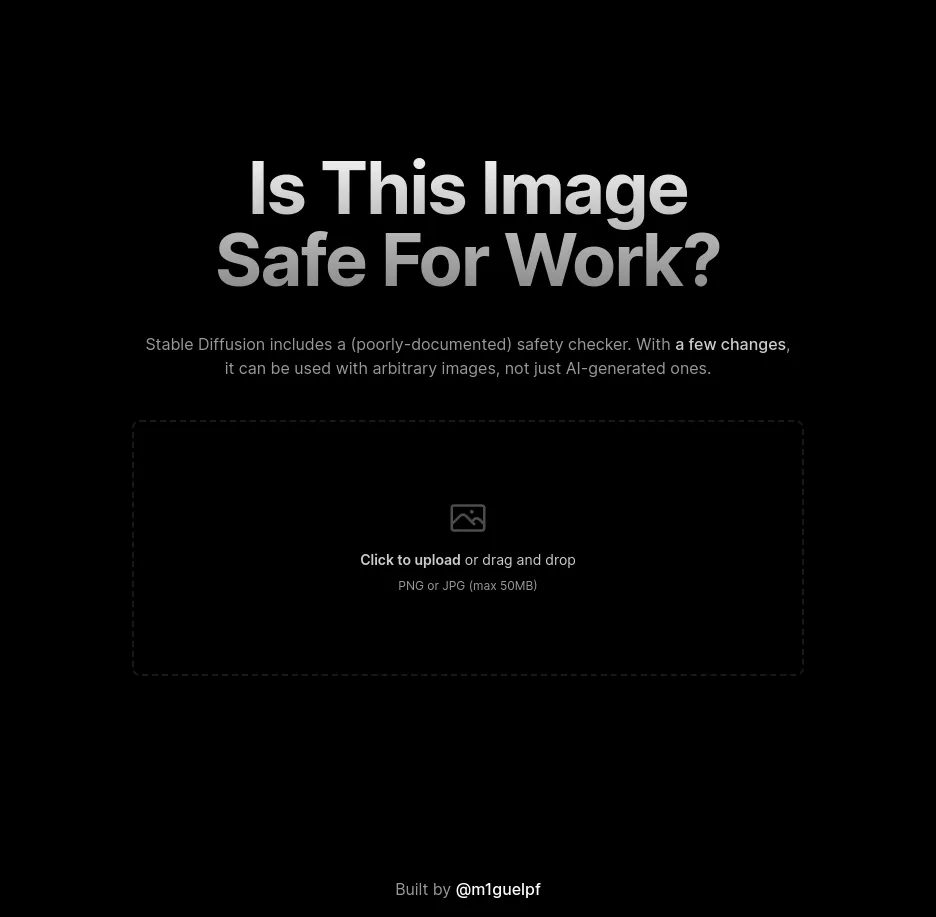 Is This Image
Safe For Work?
Stable Diffusion includes a (poorly-documented) safety checker. With a few changes,
it can be used with arbitrary images, not just AI-generated ones.
Click to upload or drag and drop
PNG or JPG (max 50MB)
Built by @m1guelpf